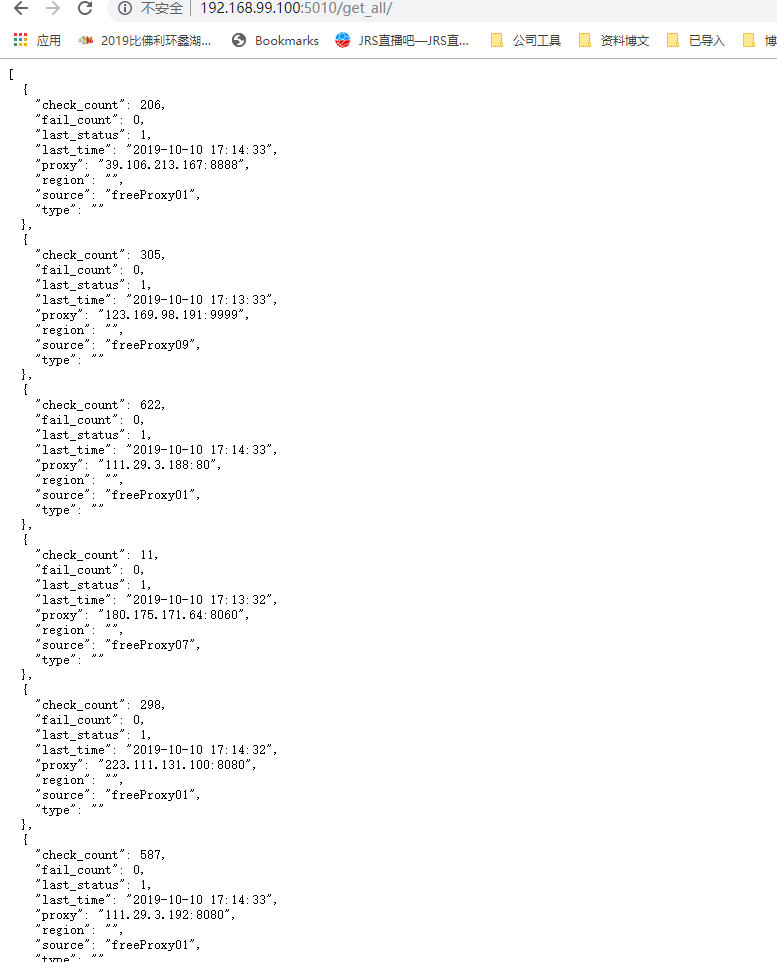 不安全 192.168.99.100:5010/get_all/
应用 2019比佛利环蠡湖... Bookmarks JRS直播吧—JRS直... 公司工具 资料博文 已导入 博
[
{
"check_count": 206,
"fail_count": 0,
"last_status": 1,
"last_time": "2019-10-10 17:14:33",
"proxy": "39.106.213.167:8888",
"region": "",
"source": "freeProxy01",
"type": ""
},
{
"check_count": 305,
"fail_count": 0,
"last_status": 1,
"last_time": "2019-10-10 17:13:33",
"proxy": "123.169.98.191:9999",
"region": "",
"source": "freeProxy09",
"type": ""
},
{
"check_count": 622,
"fail_count": 0,
"last_status": 1,
"last_time": "2019-10-10 17:14:33",
"proxy": "111.29.3.188:80",
"region": "",
"source": "freeProxy01",
"type": ""
},
{
"check_count": 11,
"fail_count": 0,
"last_status": 1,
"last_time": "2019-10-10 17:13:32",
"proxy": "180.175.171.64:8060",
"region": "",
"source": "freeProxy07",
"type": ""
},
{
"check_count": 298,
"fail_count": 0,
"last_status": 1,
"last_time": "2019-10-10 17:14:32",
"proxy": "223.111.131.100:8080",
"region": "",
"source": "freeProxy01",
"type": ""
},
{
"check_count": 587,
"fail_count": 0,
"last_status": 1,
"last_time": "2019-10-10 17:14:33",
"proxy": "111.29.3.192:8080",
"region": "",
"source": "freeProxy01",
"type": ""